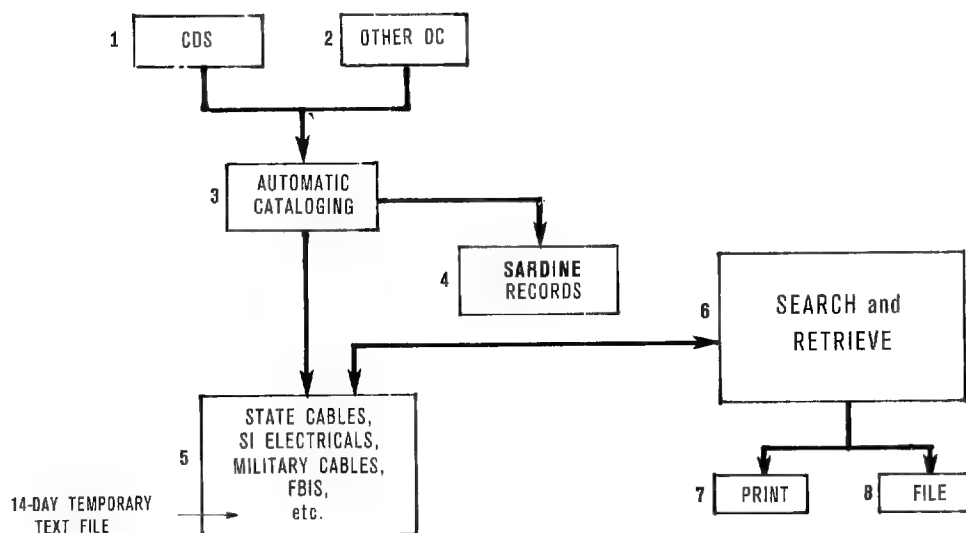 1 CDS
2 OTHER DC
3 AUTOMATIC
CATALOGING
4 SARDINE
RECORDS
6 SEARCH and
RETRIEVE
5 STATE CABLES,
SI ELECTRICALS,
MILITARY CABLES,
FBIS,
etc.
14-DAY TEMPORARY
TEXT FILE
7 PRINT
8 FILE